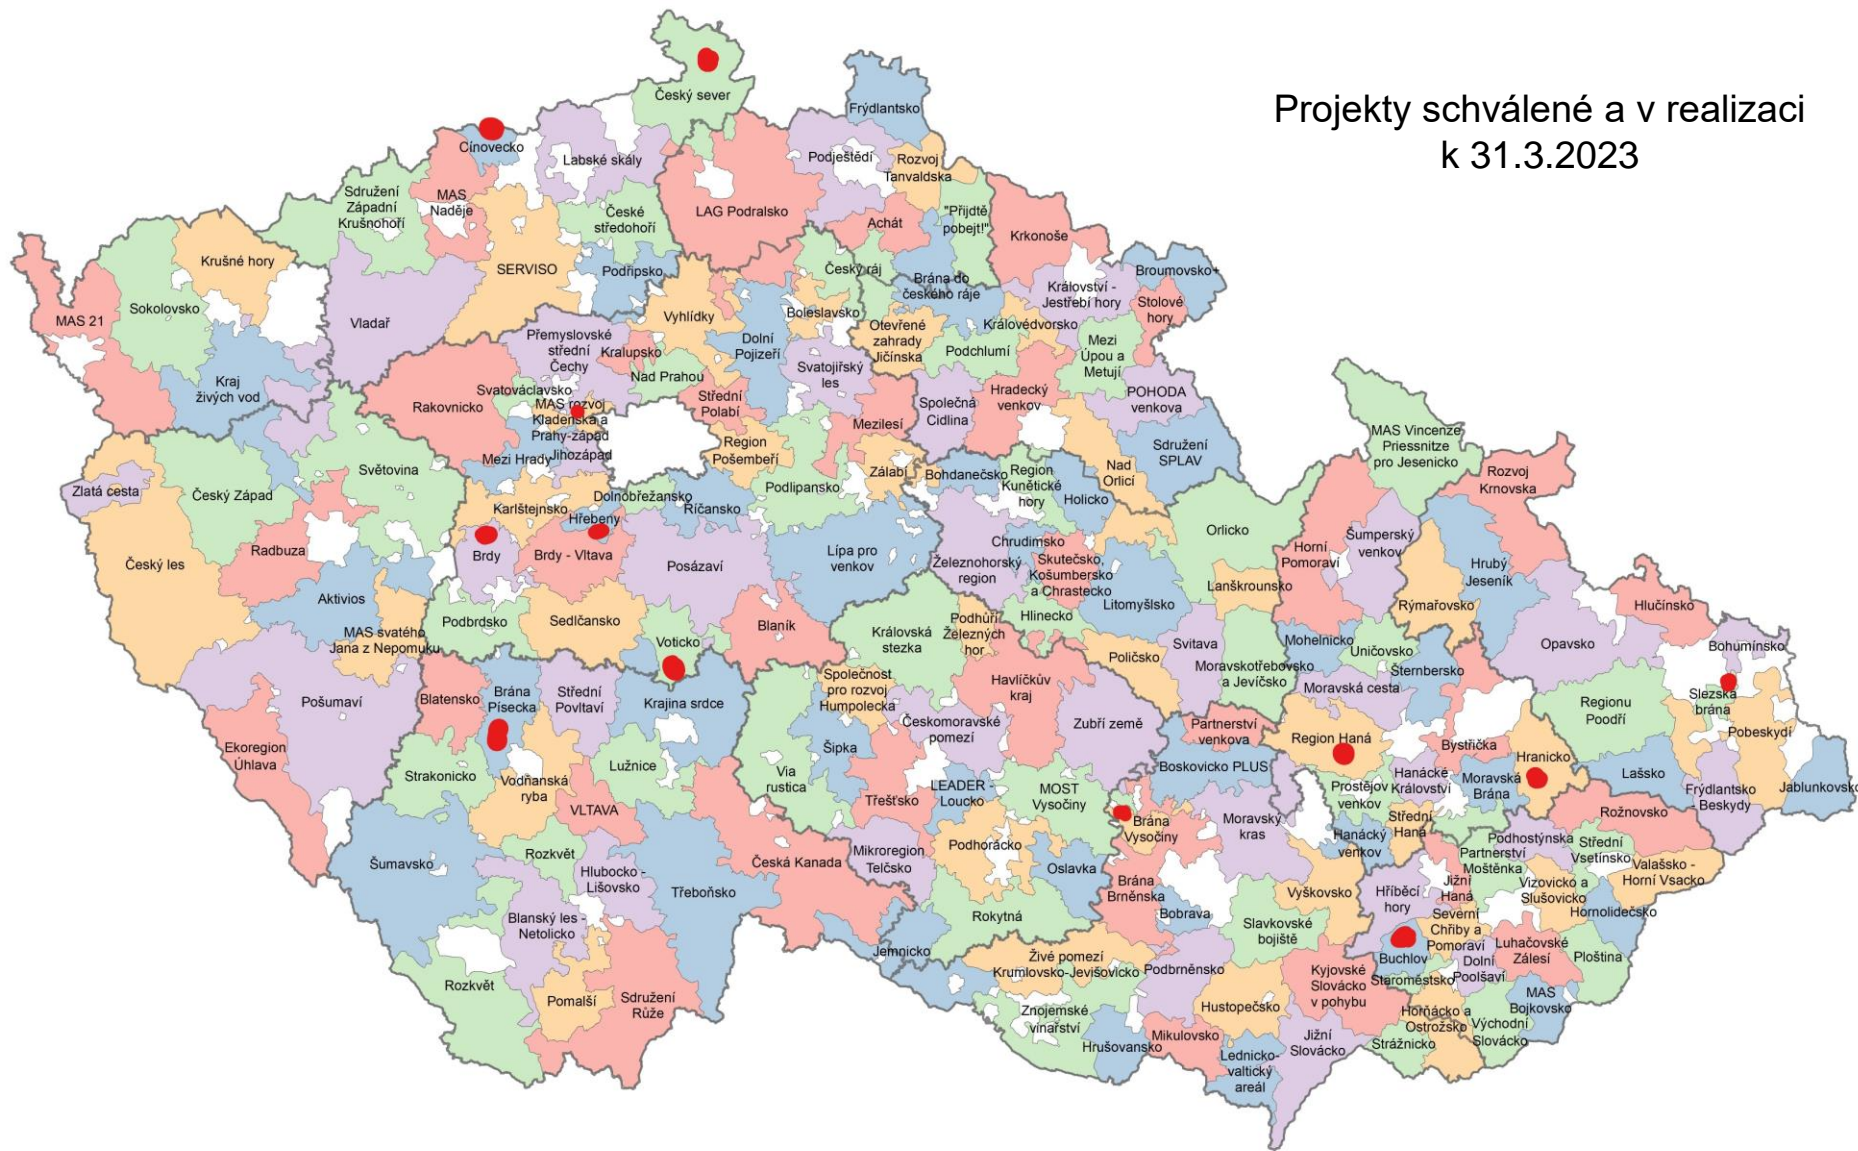 Projekty schválené a v realizaci
k 31.3.2023
Český sever
Frýdlantsko
Cínovecko
Labské skály
Podještědí
Rozvoj
Tanvaldska
Sdružení
Západní
Krušnohoří
MAS
Naděje
České
středohoří
LAG Podralsko
Achát
"Přijďtě
pobejt!"
Krkonoše
Krušné hory
SERVISO
Podřipsko
Český ráj
Brána do
českého ráje
Království -
Jestřebí hory
Broumovsko+
Stolové
hory
MAS 21
Sokolovsko
Vladař
Vyhlídky
Boleslavsko
Dolní
Pojizeří
Otevřené
zahrady
Jičínska
Královédvorsko
Podchlumí
Mezi
Úpou a
Metují
Přemyslovské
střední
Čechy
Kralupsko
Nad Prahou
Svatojiřský
les
Kraj
živých vod
Rakovnicko
Svatováclavsko
MAS rozvoj
Kladenska a
Prahy-západ
Střední
Polabí
Mezilesí
Společná
Cidlina
Hradecký
venkov
POHODA
venkova
Mezi Hrady
Jihozápad
Region
Pošembeří
Sdružení
SPLAV
MAS Vincenze
Priessnitze
pro Jesenicko
Rozvoj
Krnovska
Zlatá cesta
Český Západ
Světovina
Podlipansko
Zálabí
Bohdanečsko
Region
Kunětické
hory
Holicko
Nad
Orlicí
Karlštejnsko
Dolnobřežansko
Hřebeny
Říčansko
Orlicko
Radbuza
Český les
Brdy
Brdy - Vltava
Posázaví
Lípa pro
venkov
Železnohorský
region
Chrudimsko
Skutečsko,
Košumbersko
a Chrastecko
Horní
Pomoraví
Šumperský
venkov
Hrubý
Jeseník
Aktivios
Litomyšlsko
Lanškrounsko
Rýmařovsko
Hlučínsko
MAS svatého
Jana z Nepomuku
Podbrdsko
Sedlčansko
Voticko
Blaník
Královská
stezka
Podhůří
Železných
hor
Hlinecko
Poličsko
Svitava
Moravskotřebovsko
a Jevíčsko
Mohelnicko
Uničovsko
Šternbersko
Opavsko
Bohumínsko
Pošumaví
Blatensko
Brána
Písecka
Střední
Povltaví
Krajina srdce
Společnost
pro rozvoj
Humpolecka
Havlíčkův
kraj
Českomoravské
pomezí
Zubří země
Moravská cesta
Regionu
Poodří
Slezská
brána
Pobeskydí
Ekoregion
Úhlava
Strakonicko
Vodňanská
ryba
Lužnice
Via
rustica
Šipka
Partnerství
venkova
Boskovicko PLUS
Region Haná
Bystřička
Hranicko
VLTAVA
Třešťsko
LEADER -
Loucko
MOST
Vysočiny
Prostějov
venkov
Hanácké
Království
Moravská
Brána
Lašsko
Frýdlantsko
Beskydy
Jablunkovsko
Brána
Vysočiny
Moravský
kras
Hanácký
venkov
Střední
Haná
Rožnovsko
Šumavsko
Rozkvět
Hlubocko -
Lišovsko
Třeboňsko
Česká Kanada
Mikroregion
Telčsko
Podhorácko
Oslavka
Podhostýnska
Partnerství
Moštěnka
Střední
Vsetínsko
Valašsko -
Horní Vsacko
Blanský les -
Netolicko
Rokytná
Brána
Brněnska
Bobrava
Vyškovsko
Slavkovské
bojiště
Hříběcí
hory
Jižní
Haná
Vizovicko a
Slušovicko
Hornolidečsko
Severní
Chřiby a
Pomoraví
Buchlov
Dolní
Poolšaví
Luhačovské
Zálesí
Ploština
Jemnicko
Živé pomezí
Krumlovsko-Jevišovicko
Podbrněnsko
Kyjovské
Slovácko
v pohybu
Staroměstsko
MAS
Bojkovsko
Rozkvět
Pomalší
Sdružení
Růže
Znojemské
vinařství
Hrušovansko
Mikulovsko
Hustopečsko
Jižní
Slovácko
Horňácko a
Ostrožsko
Strážnicko
Východní
Slovácko
Lednicko-
valtický
areál